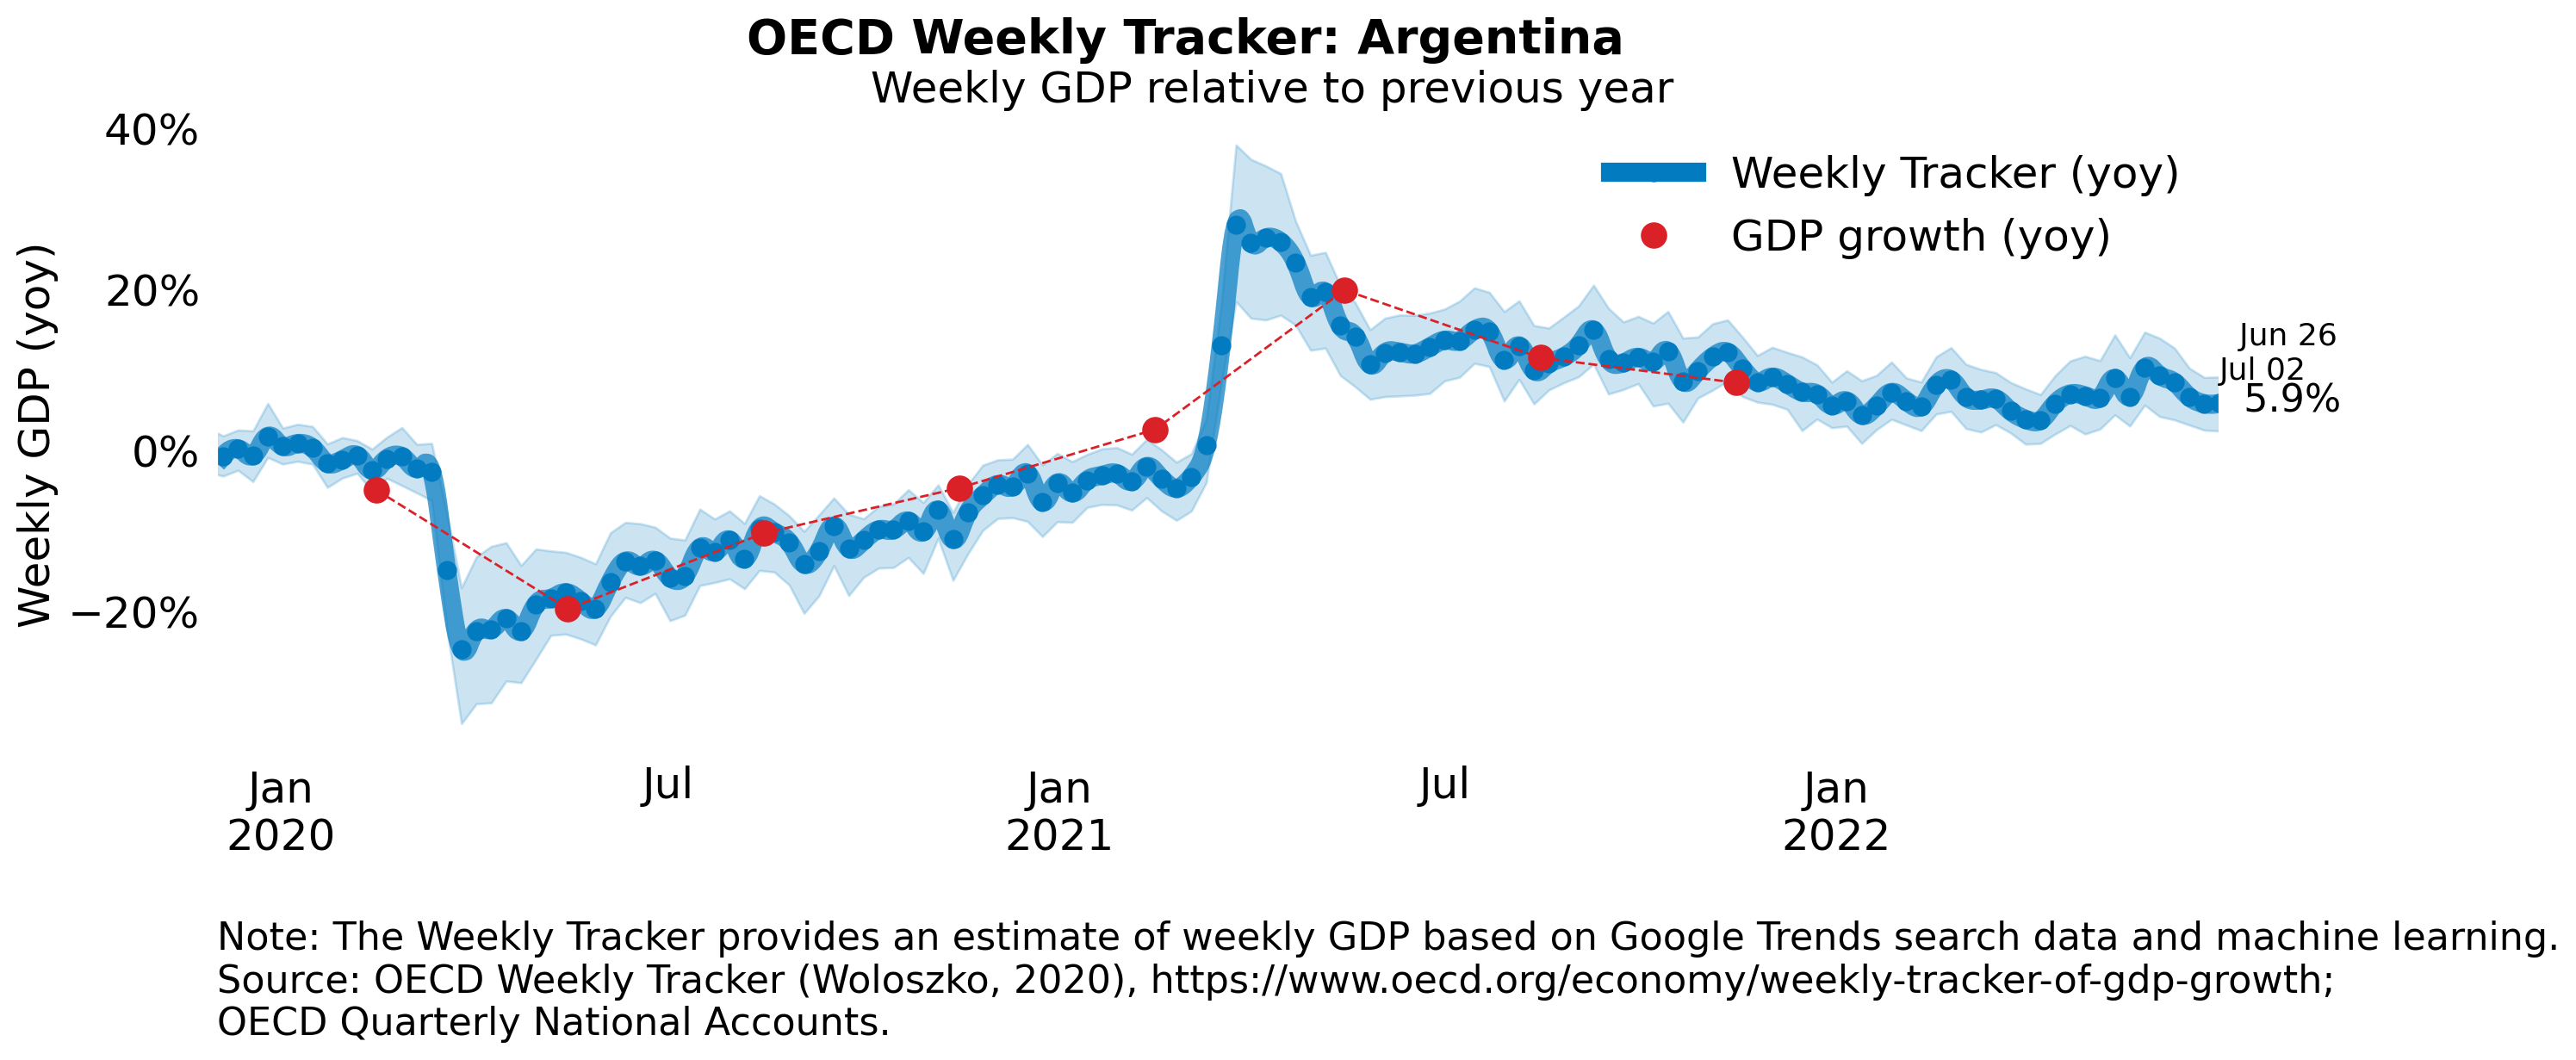 OECD Weekly Tracker: Argentina
Weekly GDP relative to previous year
Weekly GDP (yoy)
40%
20%
0%
−20%
Weekly Tracker (yoy)
GDP growth (yoy)
Jun 26
Jul 02
5.9%
Jan
2020
Jul
Jan
2021
Jul
Jan
2022
Note: The Weekly Tracker provides an estimate of weekly GDP based on Google Trends search data and machine learning.
Source: OECD Weekly Tracker (Woloszko, 2020), https://www.oecd.org/economy/weekly-tracker-of-gdp-growth;
OECD Quarterly National Accounts.